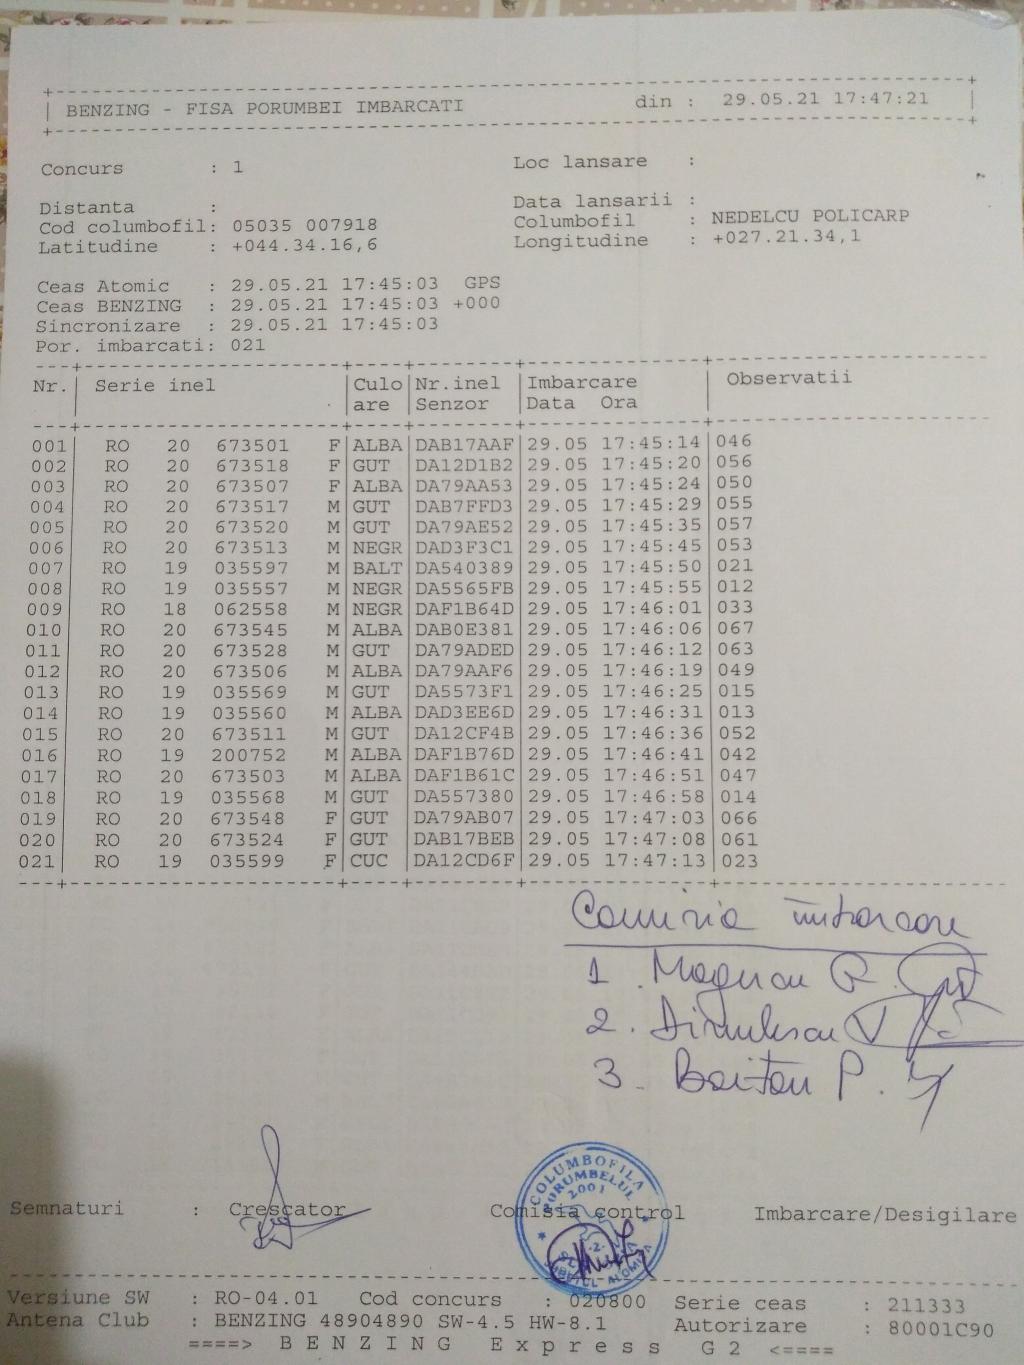 BENZING - FISA PORUMBEI IMBARCATI din : 29.05.21 17:47:21
Concurs : 1 Loc lansare :
Distanta : Data lansarii :
Cod columbofil: 05035 007918 Columbofil : NEDELCU POLICARP
Latitudine : +044.34.16,6 Longitudine : +027.21.34,1
Ceas Atomic : 29.05.21 17:45:03 GPS
Ceas BENZING : 29.05.21 17:45:03 +000
Sincronizare : 29.05.21 17:45:03
Por. imbarcati: 021
Nr. Serie inel Culo Nr.inel Imbarcare Observatii
are Senzor Data Ora
001 RO 20 673501 F ALBA DAB17AAF 29.05 17:45:14 046
002 RO 20 673518 F GUT DA12D1B2 29.05 17:45:20 056
003 RO 20 673507 F ALBA DA79AA53 29.05 17:45:24 050
004 RO 20 673517 M GUT DAB7FFD3 29.05 17:45:29 055
005 RO 20 673520 M GUT DA79AE52 29.05 17:45:35 057
006 RO 20 673513 M NEGR DAD3F3C1 29.05 17:45:45 053
007 RO 19 035597 M BALT DA540389 29.05 17:45:50 021
008 RO 19 035557 M NEGR DA5565FB 29.05 17:45:55 012
009 RO 18 062558 M NEGR DAF1B64D 29.05 17:46:01 033
010 RO 20 673545 M ALBA DAB0E381 29.05 17:46:06 067
011 RO 20 673528 M GUT DA79ADED 29.05 17:46:12 063
012 RO 20 673506 M ALBA DA79AAF6 29.05 17:46:19 049
013 RO 19 035569 M GUT DA5573F1 29.05 17:46:25 015
014 RO 19 035560 M ALBA DAD3EE6D 29.05 17:46:31 013
015 RO 20 673511 M GUT DA12CF4B 29.05 17:46:36 052
016 RO 19 200752 M ALBA DAF1B76D 29.05 17:46:41 042
017 RO 20 673503 M ALBA DAF1B61C 29.05 17:46:51 047
018 RO 19 035568 M GUT DA557380 29.05 17:46:58 014
019 RO 20 673548 F GUT DA79AB07 29.05 17:47:03 066
020 RO 20 673524 F GUT DAB17BEB 29.05 17:47:08 061
021 RO 19 035599 F CUC DA12CD6F 29.05 17:47:13 023
Comisia imbarcare
1
2.
3. P.
COLUMBOFILA
PORUMBELUL
2001
Semnaturi : Crescator Comisia control Imbarcare/Desigilare
IALOMITA
Versiune SW : RO-04.01 Cod concurs : 020800 Serie ceas : 211333
Antena Club : BENZING 48904890 SW-4.5 HW-8.1 Autorizare : 80001C90
====> BENZING Express G2 <====